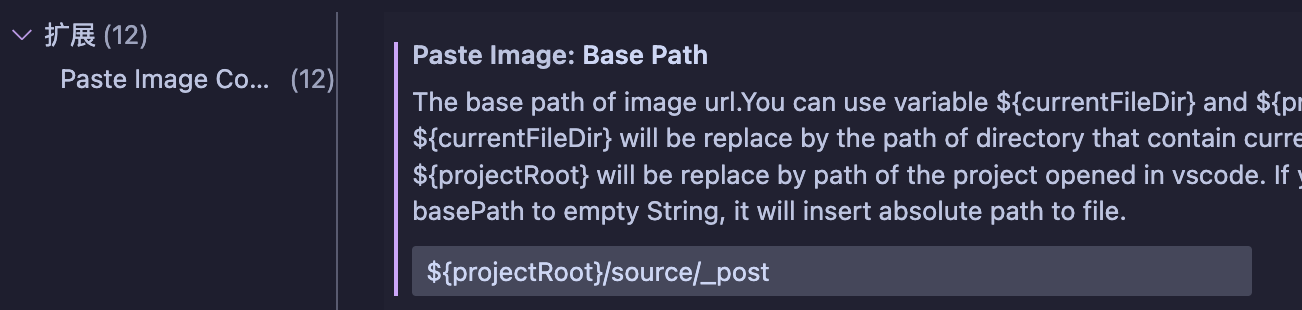 扩展 (12)
Paste Image Co... (12)
Paste Image: Base Path
The base path of image url.You can use variable ${currentFileDir} and
${currentFileDir} will be replace by the path of directory that contain
${projectRoot} will be replace by path of the project opened in vscode. If
basePath to empty String, it will insert absolute path to file.
${projectRoot}/source/_post